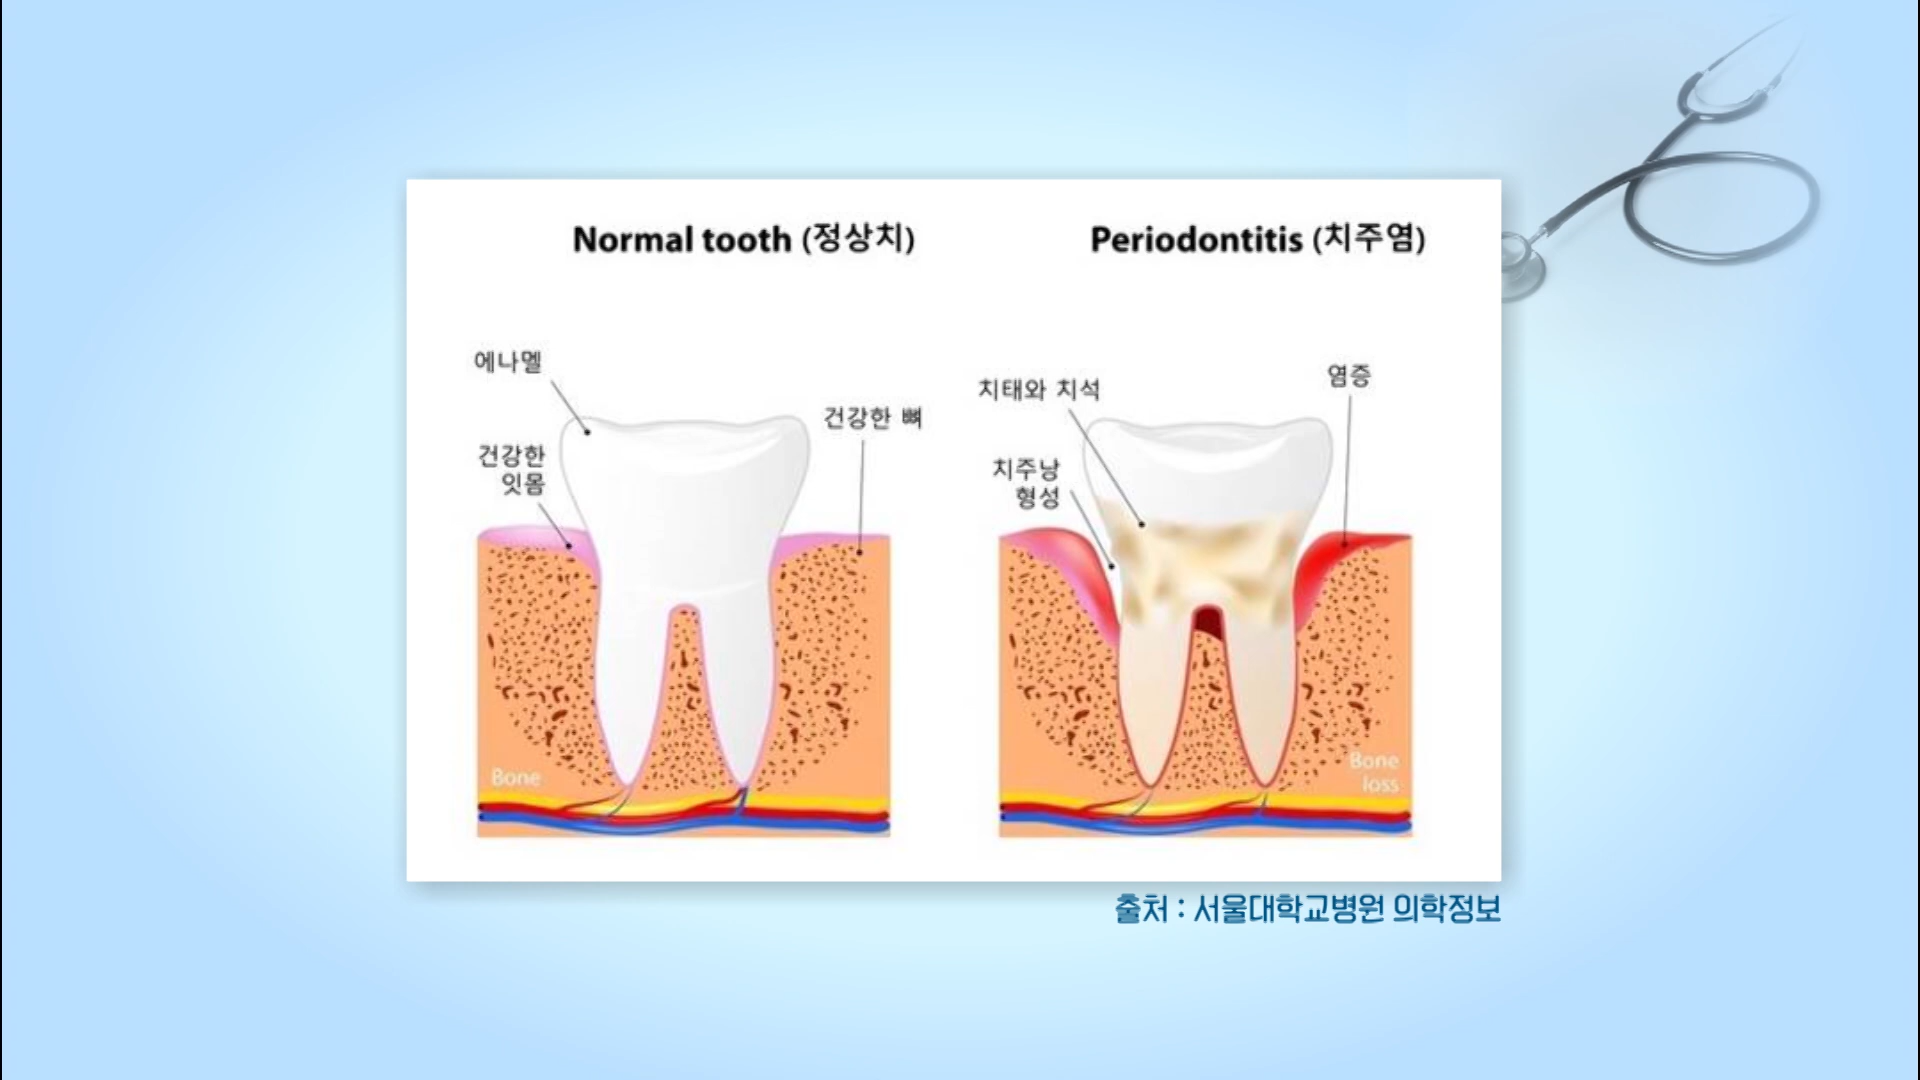 Normal tooth (정상치)
에나멜
건강한 뼈
건강한
잇몸
Bone
Periodontitis (치주염)
치태와 치석
염증
치주낭
형성
Bone
loss
출처 : 서울대학교병원 의학정보